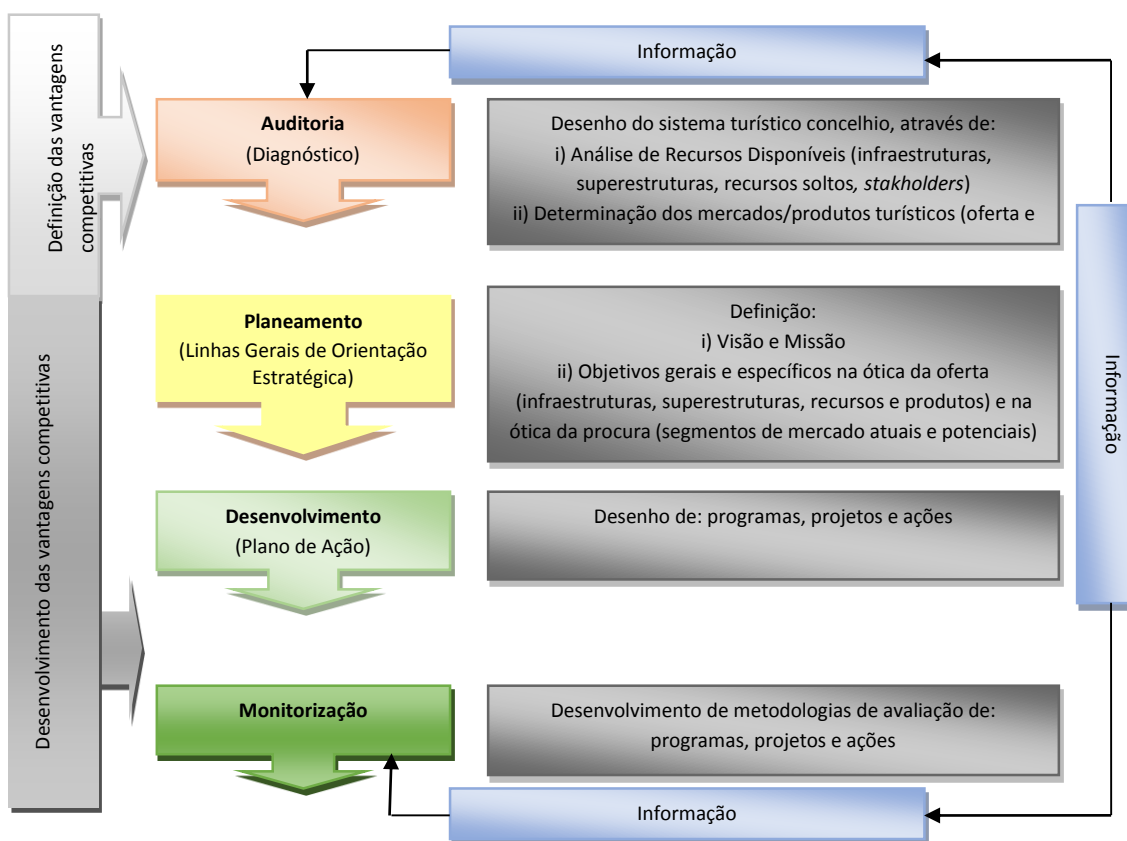 Informação
Definição das vantagens
competitivas
Auditoria
(Diagnóstico)
Desenho do sistema turístico concelhio, através de:
i) Análise de Recursos Disponíveis (infraestruturas,
superestruturas, recursos soltos, stakholders)
ii) Determinação dos mercados/produtos turísticos (oferta e
Planeamento
(Linhas Gerais de Orientação
Estratégica)
Definição:
i) Visão e Missão
ii) Objetivos gerais e específicos na ótica da oferta
(infraestruturas, superestruturas, recursos e produtos) e na
ótica da procura (segmentos de mercado atuais e potenciais)
Informação
Desenvolvimento das vantagens competitivas
Desenvolvimento
(Plano de Ação)
Desenho de: programas, projetos e ações
Monitorização
Desenvolvimento de metodologias de avaliação de:
programas, projetos e ações
Informação